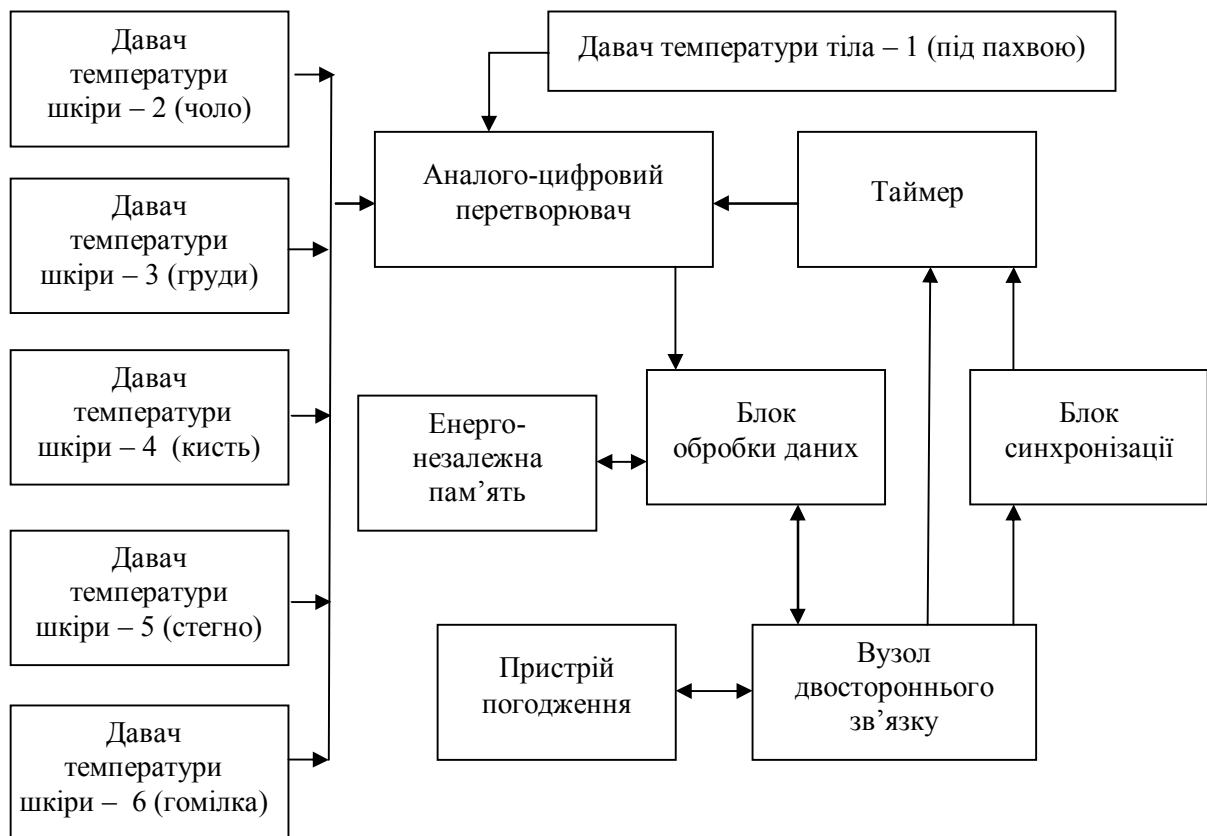 Давач
температури
шкіри – 2 (чоло)
Давач температури тіла – 1 (під пахвою)
Аналого-цифровий
перетворювач
Таймер
Давач
температури
шкіри – 3 (груди)
Давач
температури
шкіри – 4 (кисть)
Енерго-
незалежна
пам’ять
Блок
обробки даних
Блок
синхронізації
Давач
температури
шкіри – 5 (стегно)
Пристрій
погодження
Вузол
двостороннього
зв’язку
Давач
температури
шкіри – 6 (гомілка)